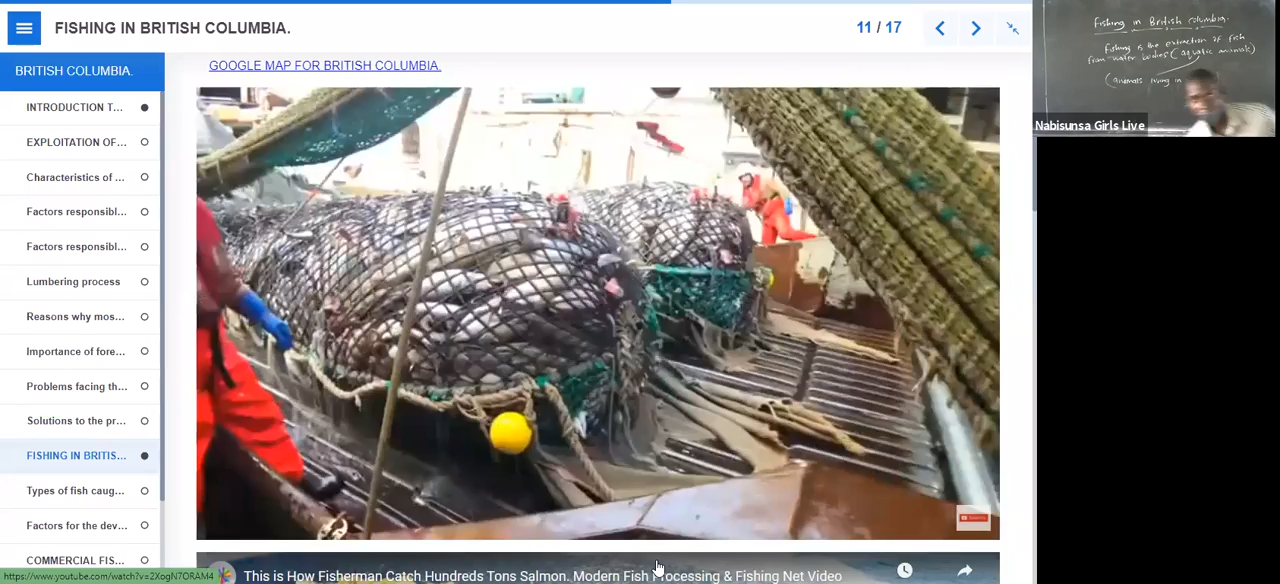 FISHING IN BRITISH COLUMBIA.
11 / 17
BRITISH COLUMBIA.
INTRODUCTION T...
EXPLOITATION OF...
Characteristics of ...
Factors responsibl...
Factors responsibl...
Lumbering process
Reasons why mos...
Importance of fore...
Problems facing th...
Solutions to the pr...
FISHING IN BRITIS...
Types of fish caug...
Factors for the dev...
COMMERCIAL FIS...
https://www.youtube.com/watch?v=2XogN7ORAM4
GOOGLE MAP FOR BRITISH COLUMBIA.
This is How Fisherman Catch Hundreds Tons Salmon. Modern Fish Processing & Fishing Net Video
Fishing in British columbia.
Fishing is the extraction of fish
from water bodies (aquatic animals)
(animals living in
Nabisunsa Girls Live